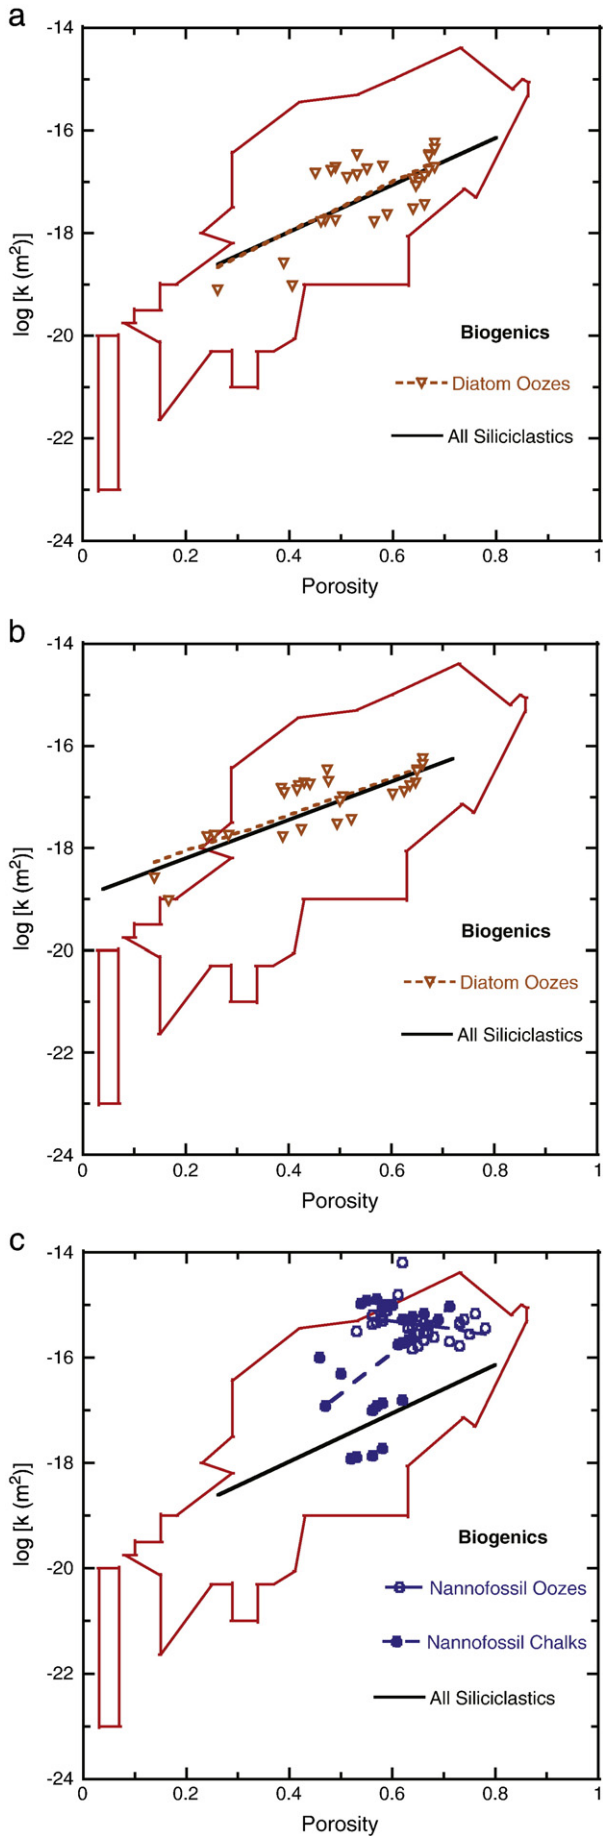 a
-14
-16
-18
-20
-22
-24
log [k (m²)]
Biogenics
Diatom Oozes
All Siliciclastics
0 0.2 0.4 0.6 0.8 1
Porosity
b
-14
-16
-18
-20
-22
-24
log [k (m²)]
Biogenics
Diatom Oozes
All Siliciclastics
0 0.2 0.4 0.6 0.8 1
Porosity
c
-14
-16
-18
-20
-22
-24
log [k (m²)]
Biogenics
Nannofossil Oozes
Nannofossil Chalks
All Siliciclastics
0 0.2 0.4 0.6 0.8 1
Porosity